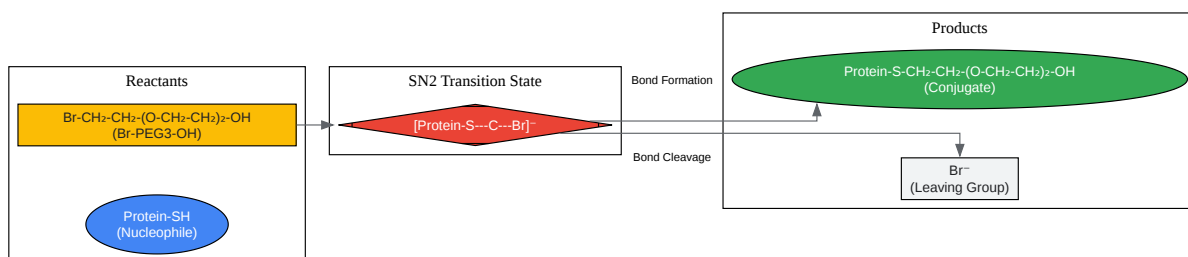 Reactants
Br-CH₂-CH₂-(O-CH₂-CH₂)₂-OH
(Br-PEG3-OH)
Protein-SH
(Nucleophile)
SN2 Transition State
[Protein-S---C---Br]⁻
Bond Formation
Bond Cleavage
Products
Protein-S-CH₂-CH₂-(O-CH₂-CH₂)₂-OH
(Conjugate)
Br⁻
(Leaving Group)